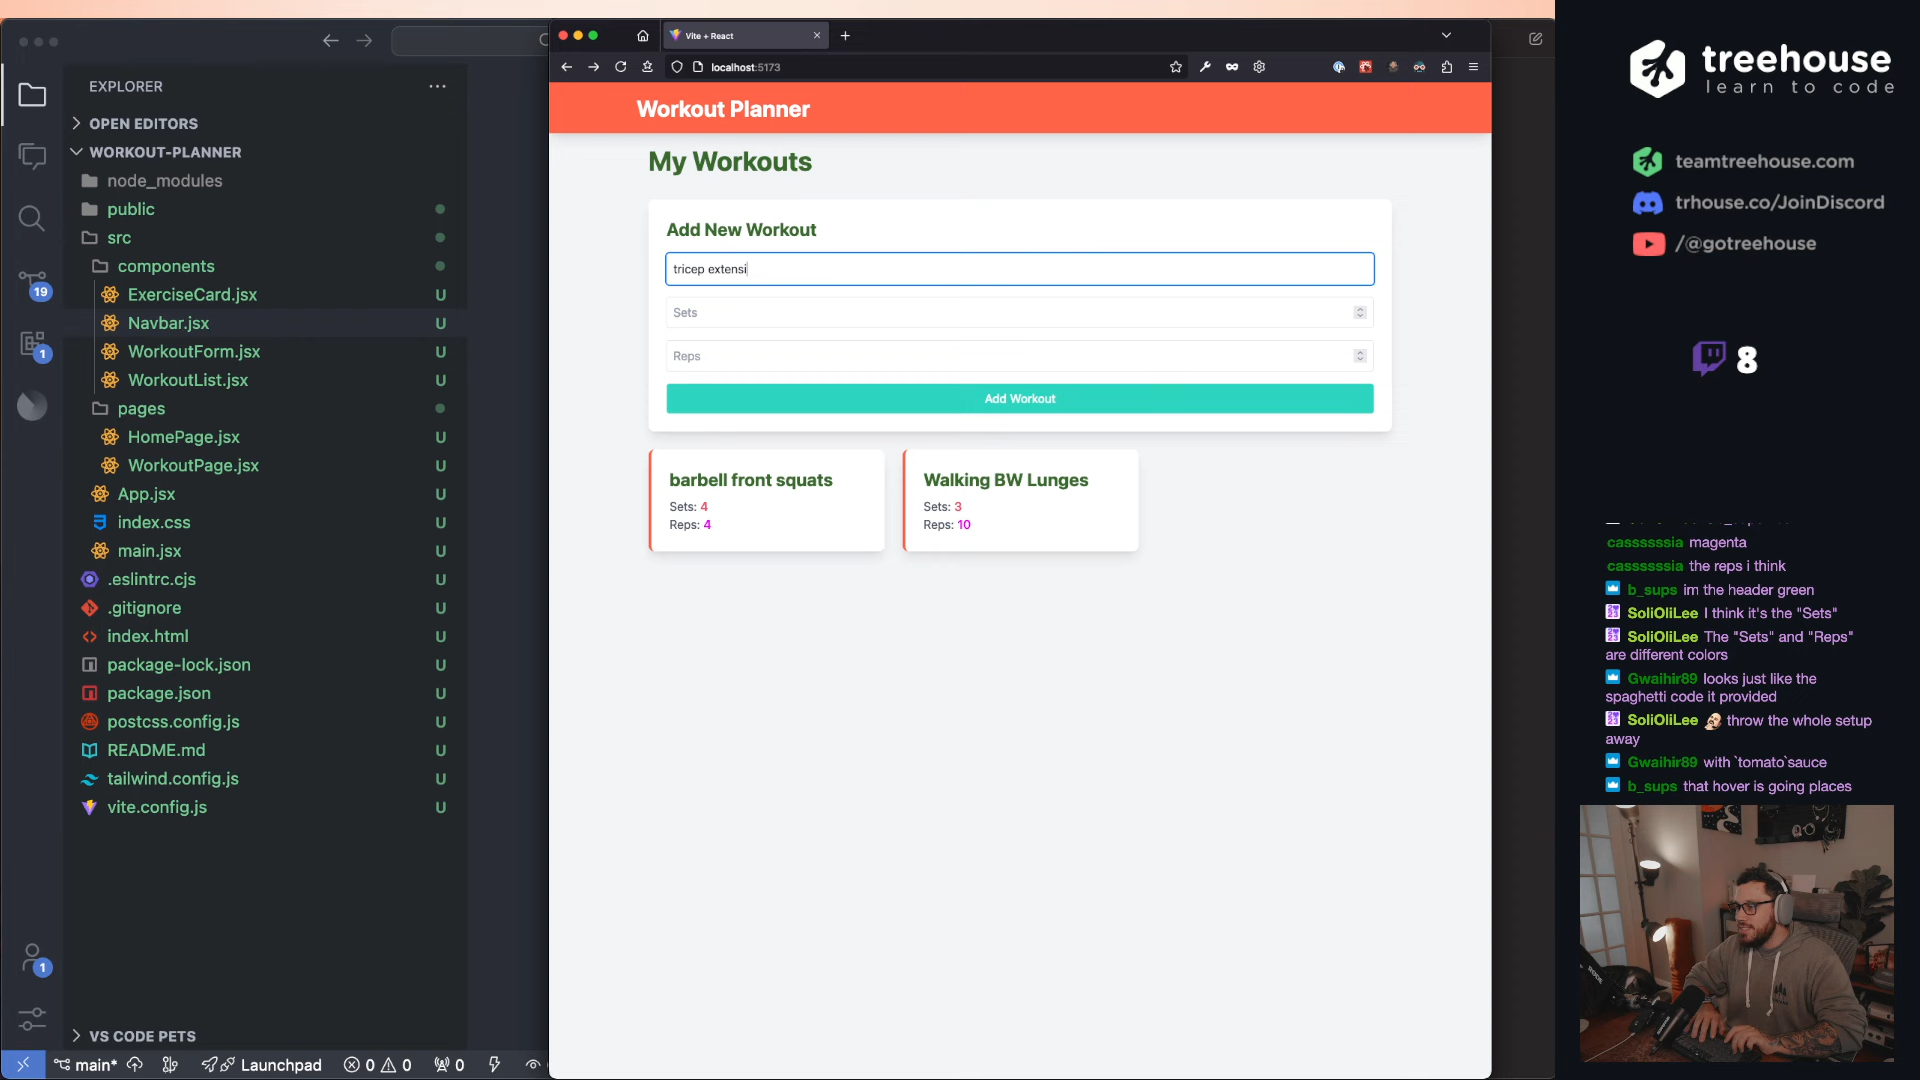 EXPLORER
OPEN EDITORS
WORKOUT-PLANNER
node_modules
public
src
components
ExerciseCard.jsx U
Navbar.jsx U
WorkoutForm.jsx U
WorkoutList.jsx U
pages
HomePage.jsx U
WorkoutPage.jsx U
App.jsx U
index.css U
main.jsx U
.eslintrc.cjs U
.gitignore U
index.html U
package-lock.json U
package.json U
postcss.config.js U
README.md U
tailwind.config.js U
vite.config.js U
VS CODE PETS
19
1
1
main*
Launchpad
0
0
0
Vite + React
localhost:5173
Workout Planner
My Workouts
Add New Workout
tricep extensi
Sets
Reps
Add Workout
barbell front squats
Sets: 4
Reps: 4
Walking BW Lunges
Sets: 3
Reps: 10
treehouse
learn to code
teamtreehouse.com
trhouse.co/JoinDiscord
/@gotreehouse
8
cassssssia magenta
cassssssia the reps i think
b_sups im the header green
SoliOliLee I think it's the "Sets"
SoliOliLee The "Sets" and "Reps"
are different colors
Gwaihir89 looks just like the
spaghetti code it provided
SoliOliLee throw the whole setup
away
Gwaihir89 with `tomato`sauce
b_sups that hover is going places